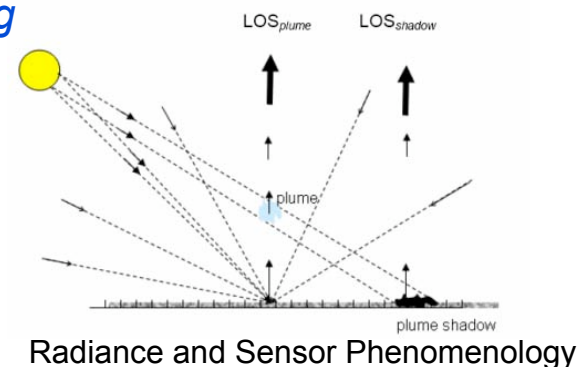 g
LOSplume LOSshadow
plume
plume shadow
Radiance and Sensor Phenomenology